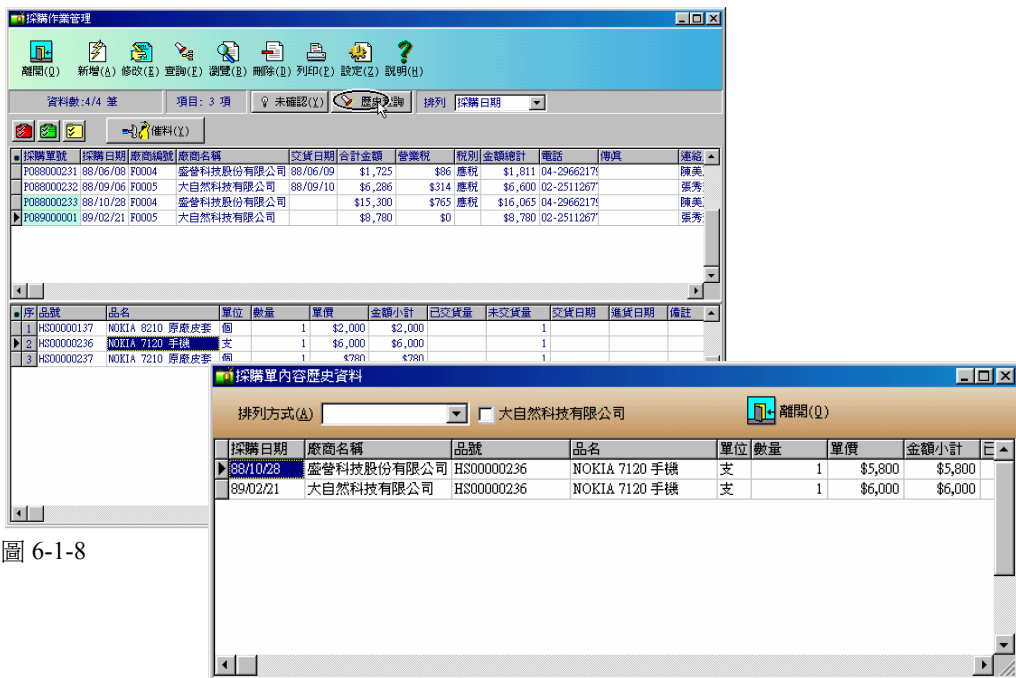 採購作業管理
離開(Q) 新增(A) 修改(E) 查詢(F) 瀏覽(B) 刪除(D) 列印(P) 設定(Z) 說明(H)
資料數:4/4 筆 項目: 3 項 未確認(Y) 歷史 詢 排列 採購日期
催料(X)
採購單號 採購日期 廠商編號 廠商名稱 交貨日期 合計金額 營業稅 稅別 金額總計 電話 傳真 連絡
P088000231 88/06/08 F0004 盛營科技股份有限公司 88/06/09 $1,725 $86 應稅 $1,811 04-2966217 陳美
P088000232 88/09/06 F0005 大自然科技有限公司 88/09/10 $6,286 $314 應稅 $6,600 02-251126 張秀
P088000233 88/10/28 F0004 盛營科技股份有限公司 $15,300 $765 應稅 $16,065 04-2966217 陳美
P089000001 89/02/21 F0005 大自然科技有限公司 $8,780 $0 $8,780 02-251126 張秀
序 品號 品名 單位 數量 單價 金額小計 已交貨量 未交貨量 交貨日期 進貨日期 備註
1 HS00000137 NOKIA 8210 原廠皮套 個 1 $2,000 $2,000 1
2 HS00000236 NOKIA 7120 手機 支 1 $6,000 $6,000 1
3 HS00000237 NOKIA 7210 原廠皮套 個 1 $780 $780 1
圖 6-1-8
採購單內容歷史資料
排列方式(A) 大自然科技有限公司 離開(Q)
採購日期 廠商名稱 品號 品名 單位 數量 單價 金額小計 已
88/10/28 盛營科技股份有限公司 HS00000236 NOKIA 7120 手機 支 1 $5,800 $5,800
89/02/21 大自然科技有限公司 HS00000236 NOKIA 7120 手機 支 1 $6,000 $6,000